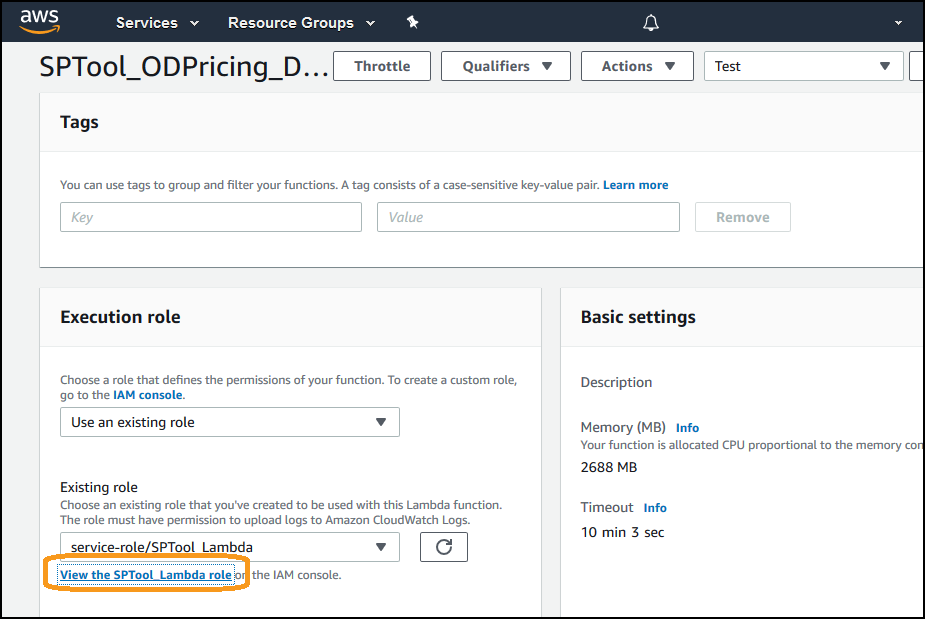 aws
Services
Resource Groups
SPTool_ODPricing_D...
Throttle
Qualifiers
Actions
Test
Tags
You can use tags to group and filter your functions. A tag consists of a case-sensitive key-value pair. Learn more
Key
Value
Remove
Execution role
Choose a role that defines the permissions of your function. To create a custom role,
go to the IAM console.
Use an existing role
Existing role
Choose an existing role that you've created to be used with this Lambda function.
The role must have permission to upload logs to Amazon CloudWatch Logs.
service-role/SPTool_Lambda
View the SPTool_Lambda role on the IAM console.
Basic settings
Description
Memory (MB) Info
Your function is allocated CPU proportional to the memory con
2688 MB
Timeout Info
10 min 3 sec